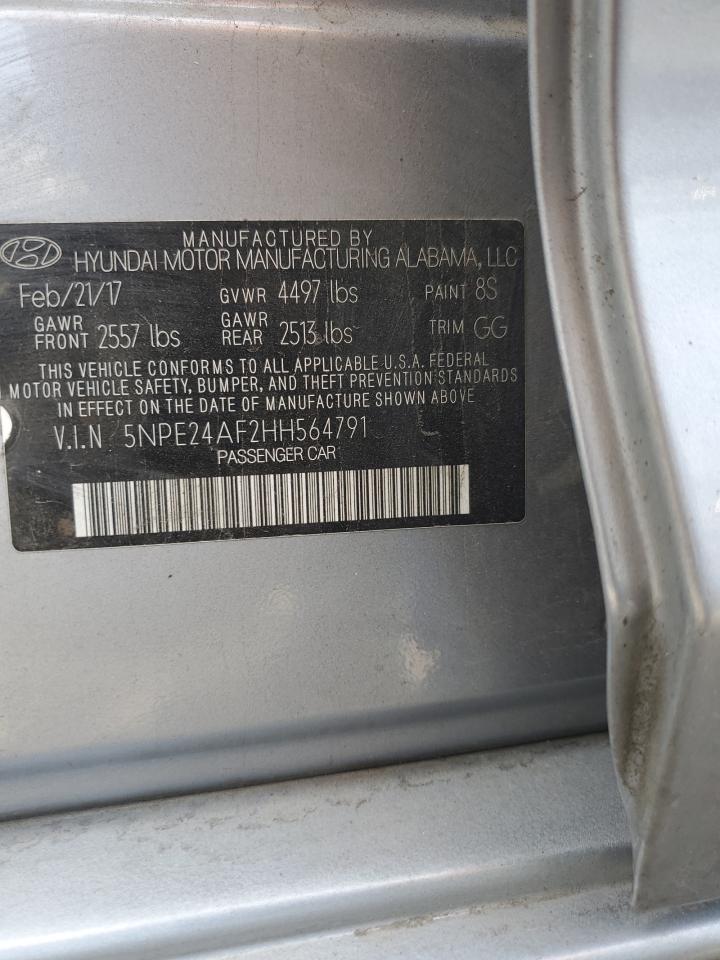 MANUFACTURED BY
HYUNDAI MOTOR MANUFACTURING ALABAMA, LLC
Feb/21/17 GVWR 4497 lbs PAINT 8S
GAWR FRONT 2557 lbs GAWR REAR 2513 lbs TRIM GG
THIS VEHICLE CONFORMS TO ALL APPLICABLE U.S.A. FEDERAL
MOTOR VEHICLE SAFETY, BUMPER, AND THEFT PREVENTION STANDARDS
IN EFFECT ON THE DATE OF MANUFACTURE SHOWN ABOVE
V.I.N 5NPE24AF2HH564791
PASSENGER CAR